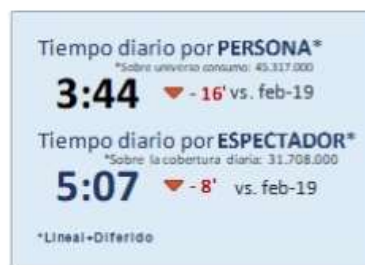 Tiempo diario por PERSONA*
*Sobre universo consumo: 45.317.000
3:44 - 16' vs. feb-19
Tiempo diario por ESPECTADOR*
*Sobre la cobertura diaria: 31.708.000
5:07 - 8' vs. feb-19
*Lineal+Diferido